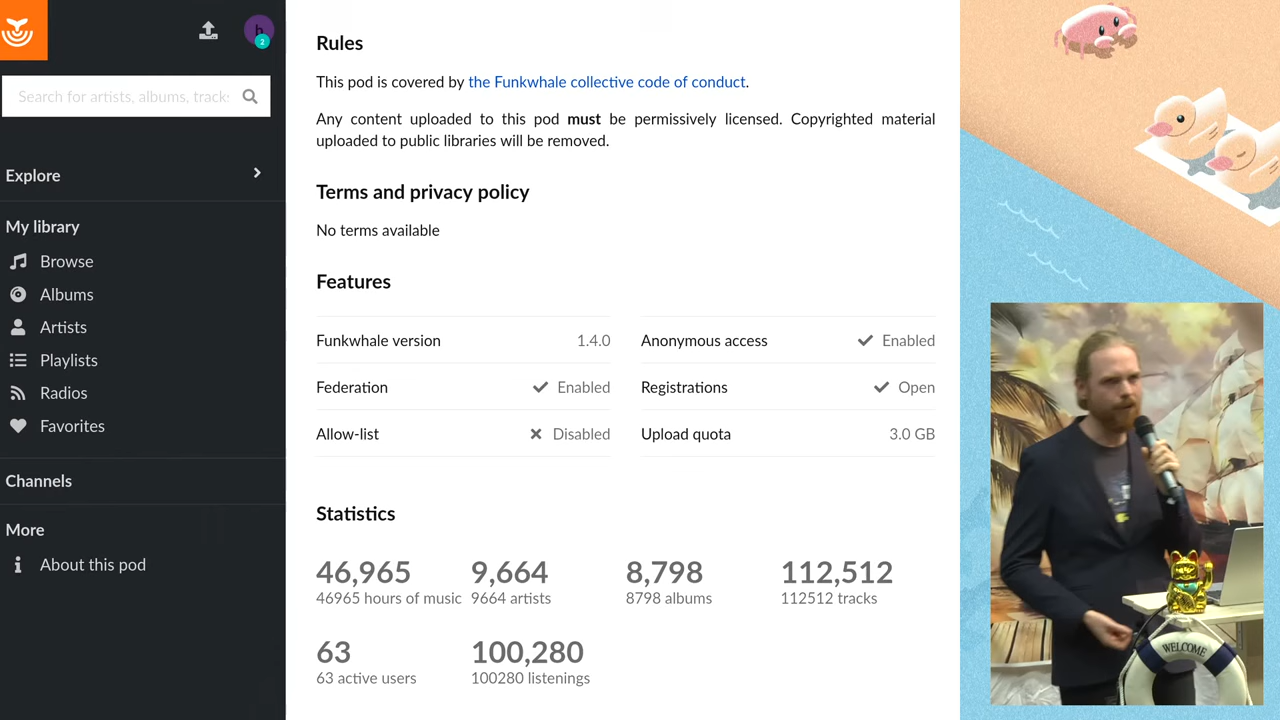 h
2
Search for artists, albums, tracks
Explore
My library
Browse
Albums
Artists
Playlists
Radios
Favorites
Channels
More
About this pod
Rules
This pod is covered by the Funkwhale collective code of conduct.
Any content uploaded to this pod must be permissively licensed. Copyrighted material
uploaded to public libraries will be removed.
Terms and privacy policy
No terms available
Features
Funkwhale version 1.4.0
Anonymous access Enabled
Federation Enabled
Registrations Open
Allow-list Disabled
Upload quota 3.0 GB
Statistics
46,965 9,664 8,798 112,512
46965 hours of music 9664 artists 8798 albums 112512 tracks
63 100,280
63 active users 100280 listenings
WELCOME